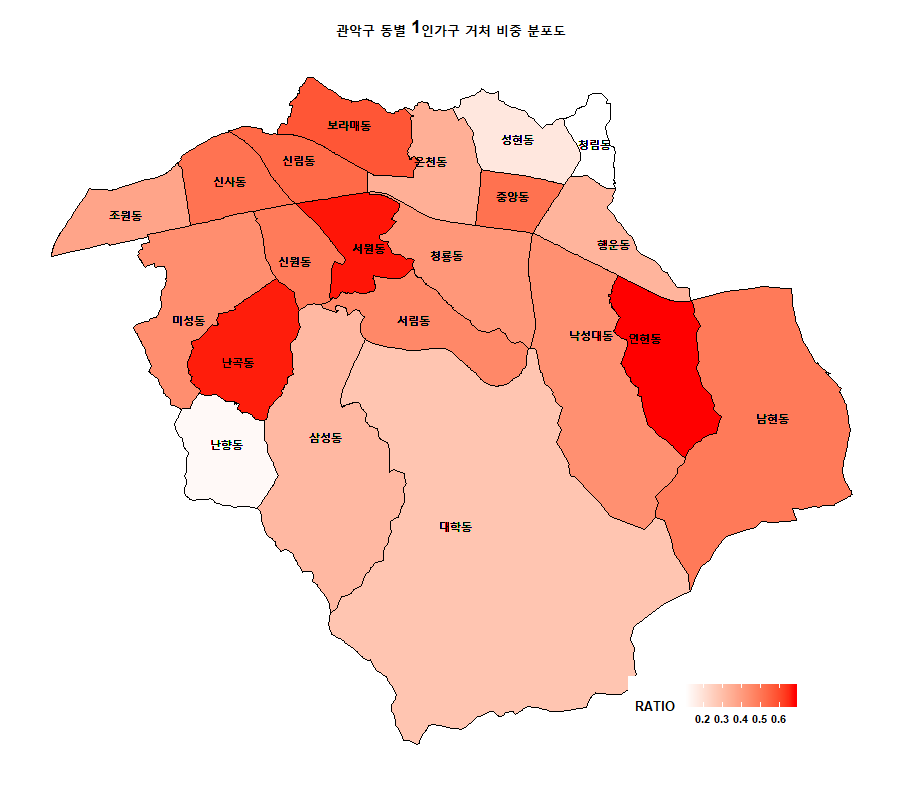 관악구 동별 1인가구 거처 비중 분포도
보라매동
성현동
청림동
은천동
신림동
신사동
중앙동
조원동
행운동
서원동
청룡동
신원동
미성동
서림동
낙성대동
인헌동
난곡동
남현동
삼성동
난향동
대학동
RATIO
0.2 0.3 0.4 0.5 0.6